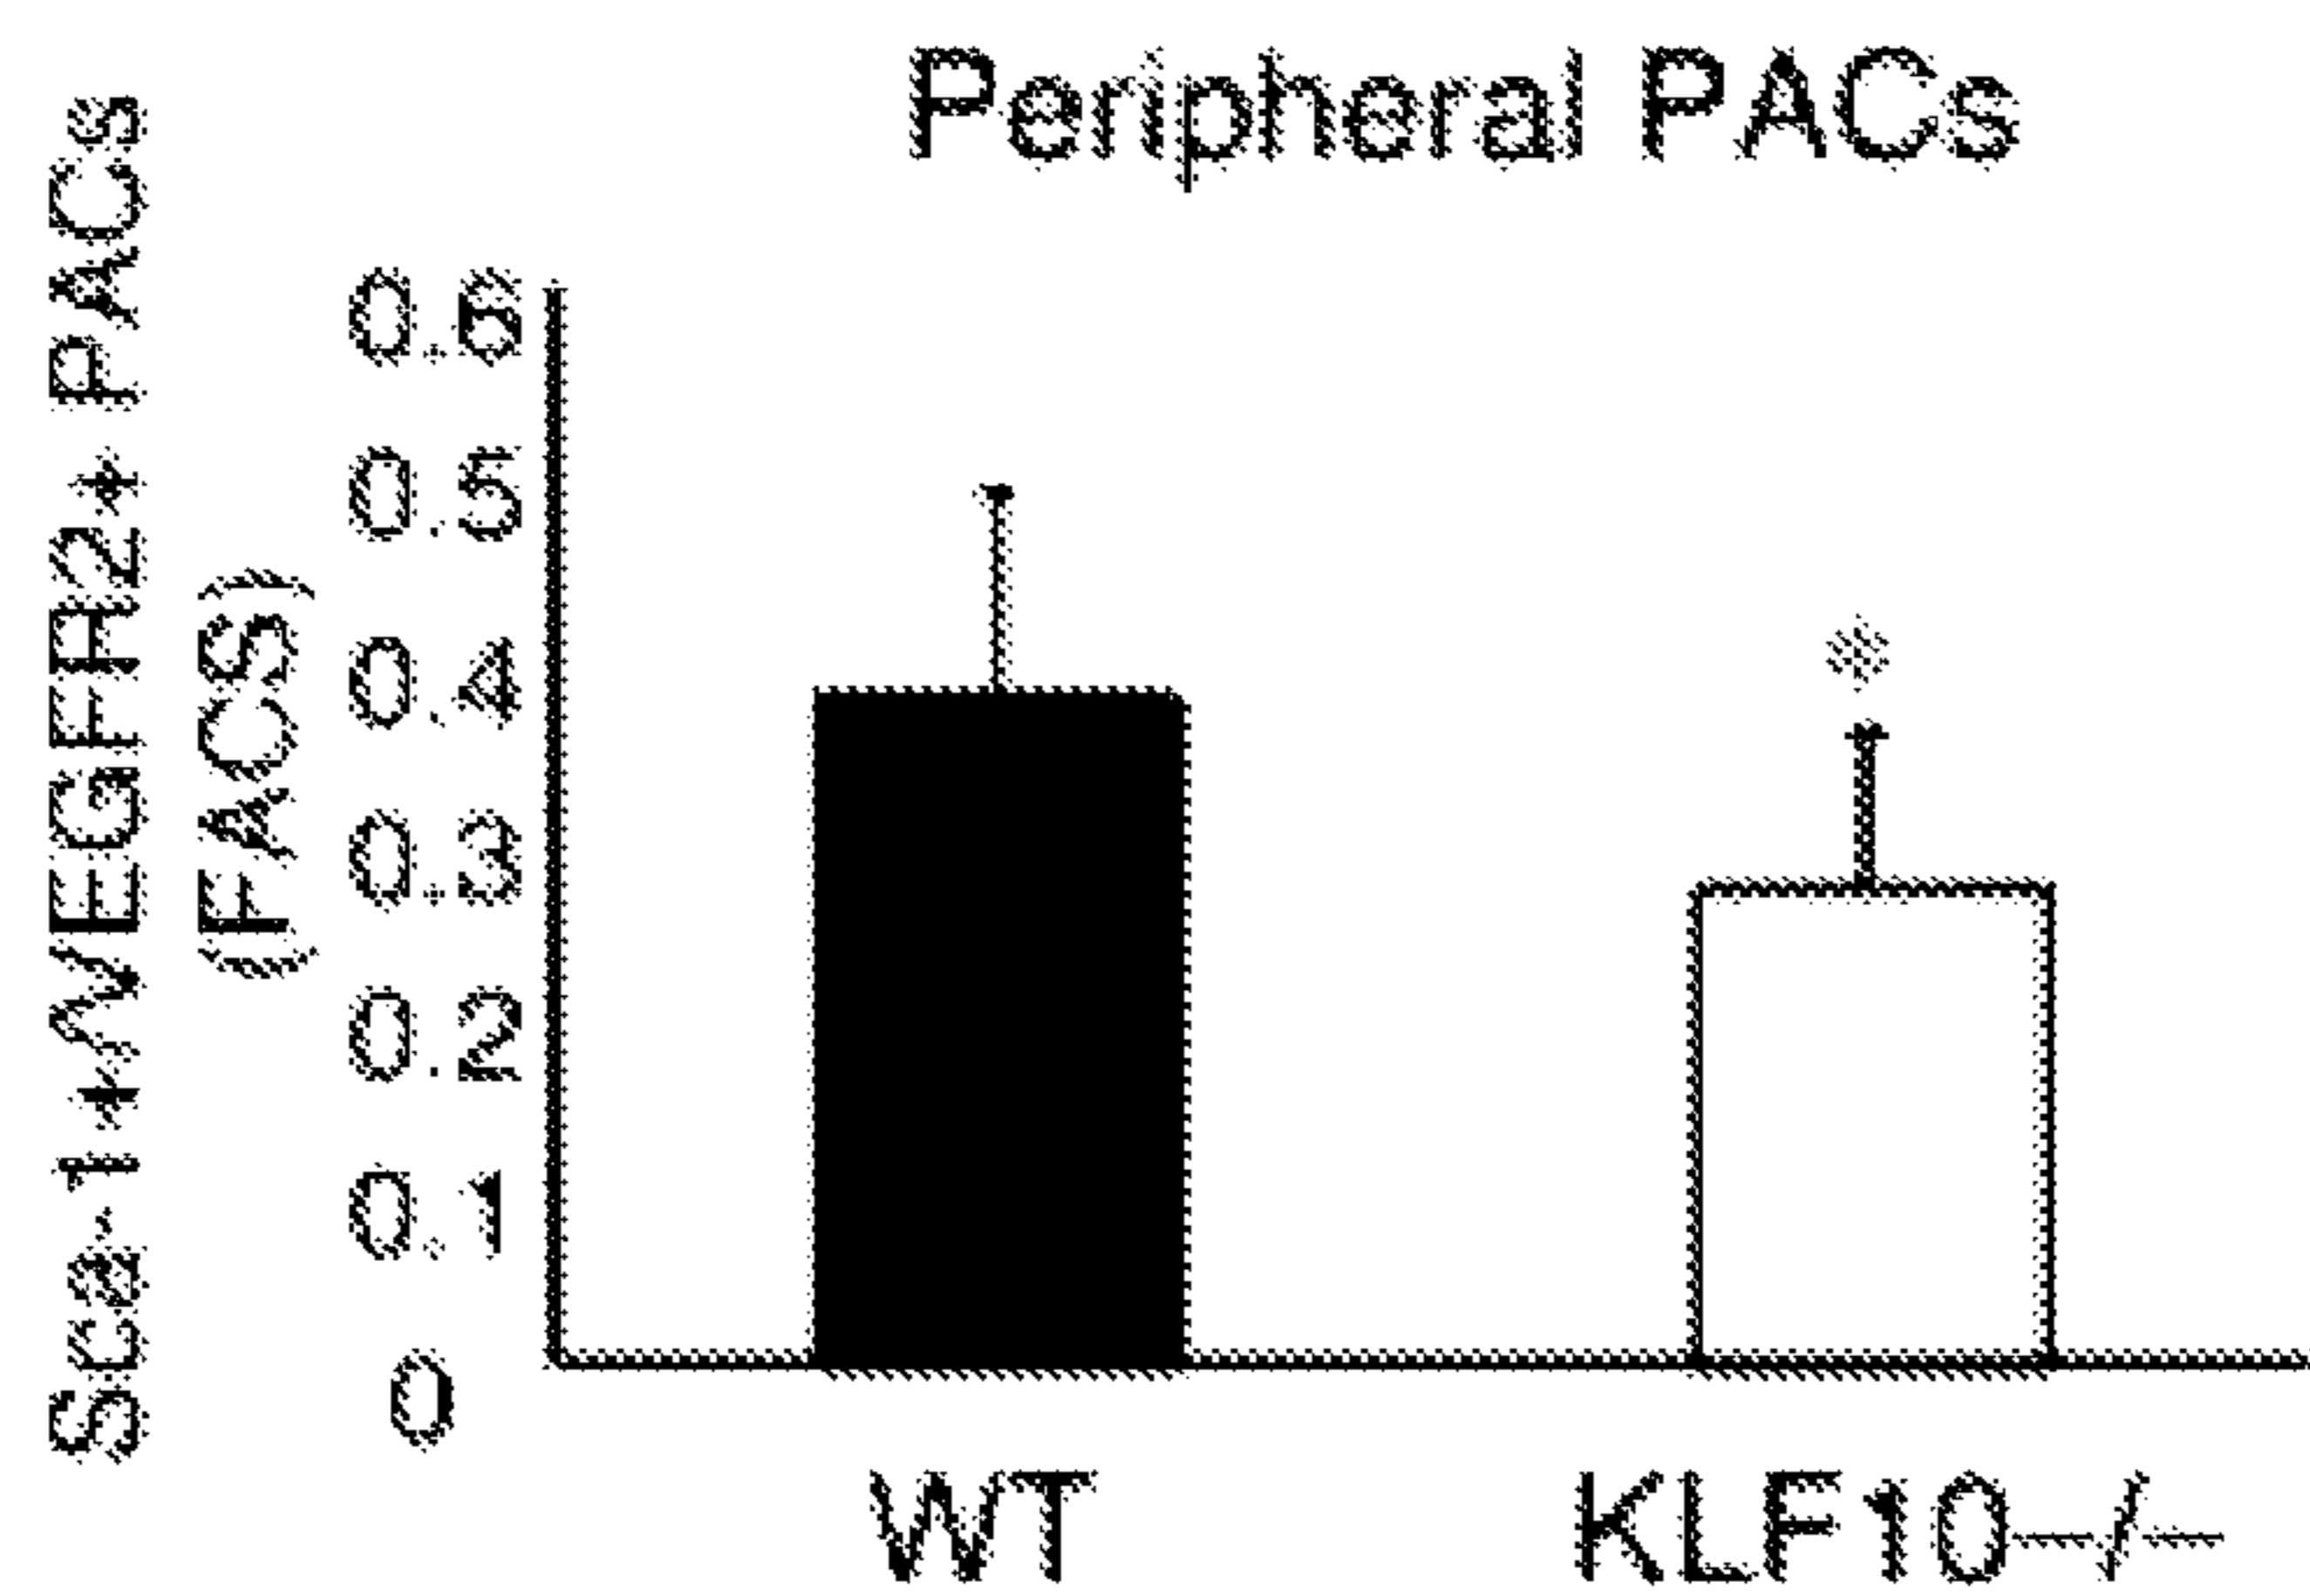 Peripheral PACs
Sca-1+/VEGFR2+ PACs
(FACS)
0.6
0.5
0.4
0.3
0.2
0.1
0
*
WT
KLF10-/-